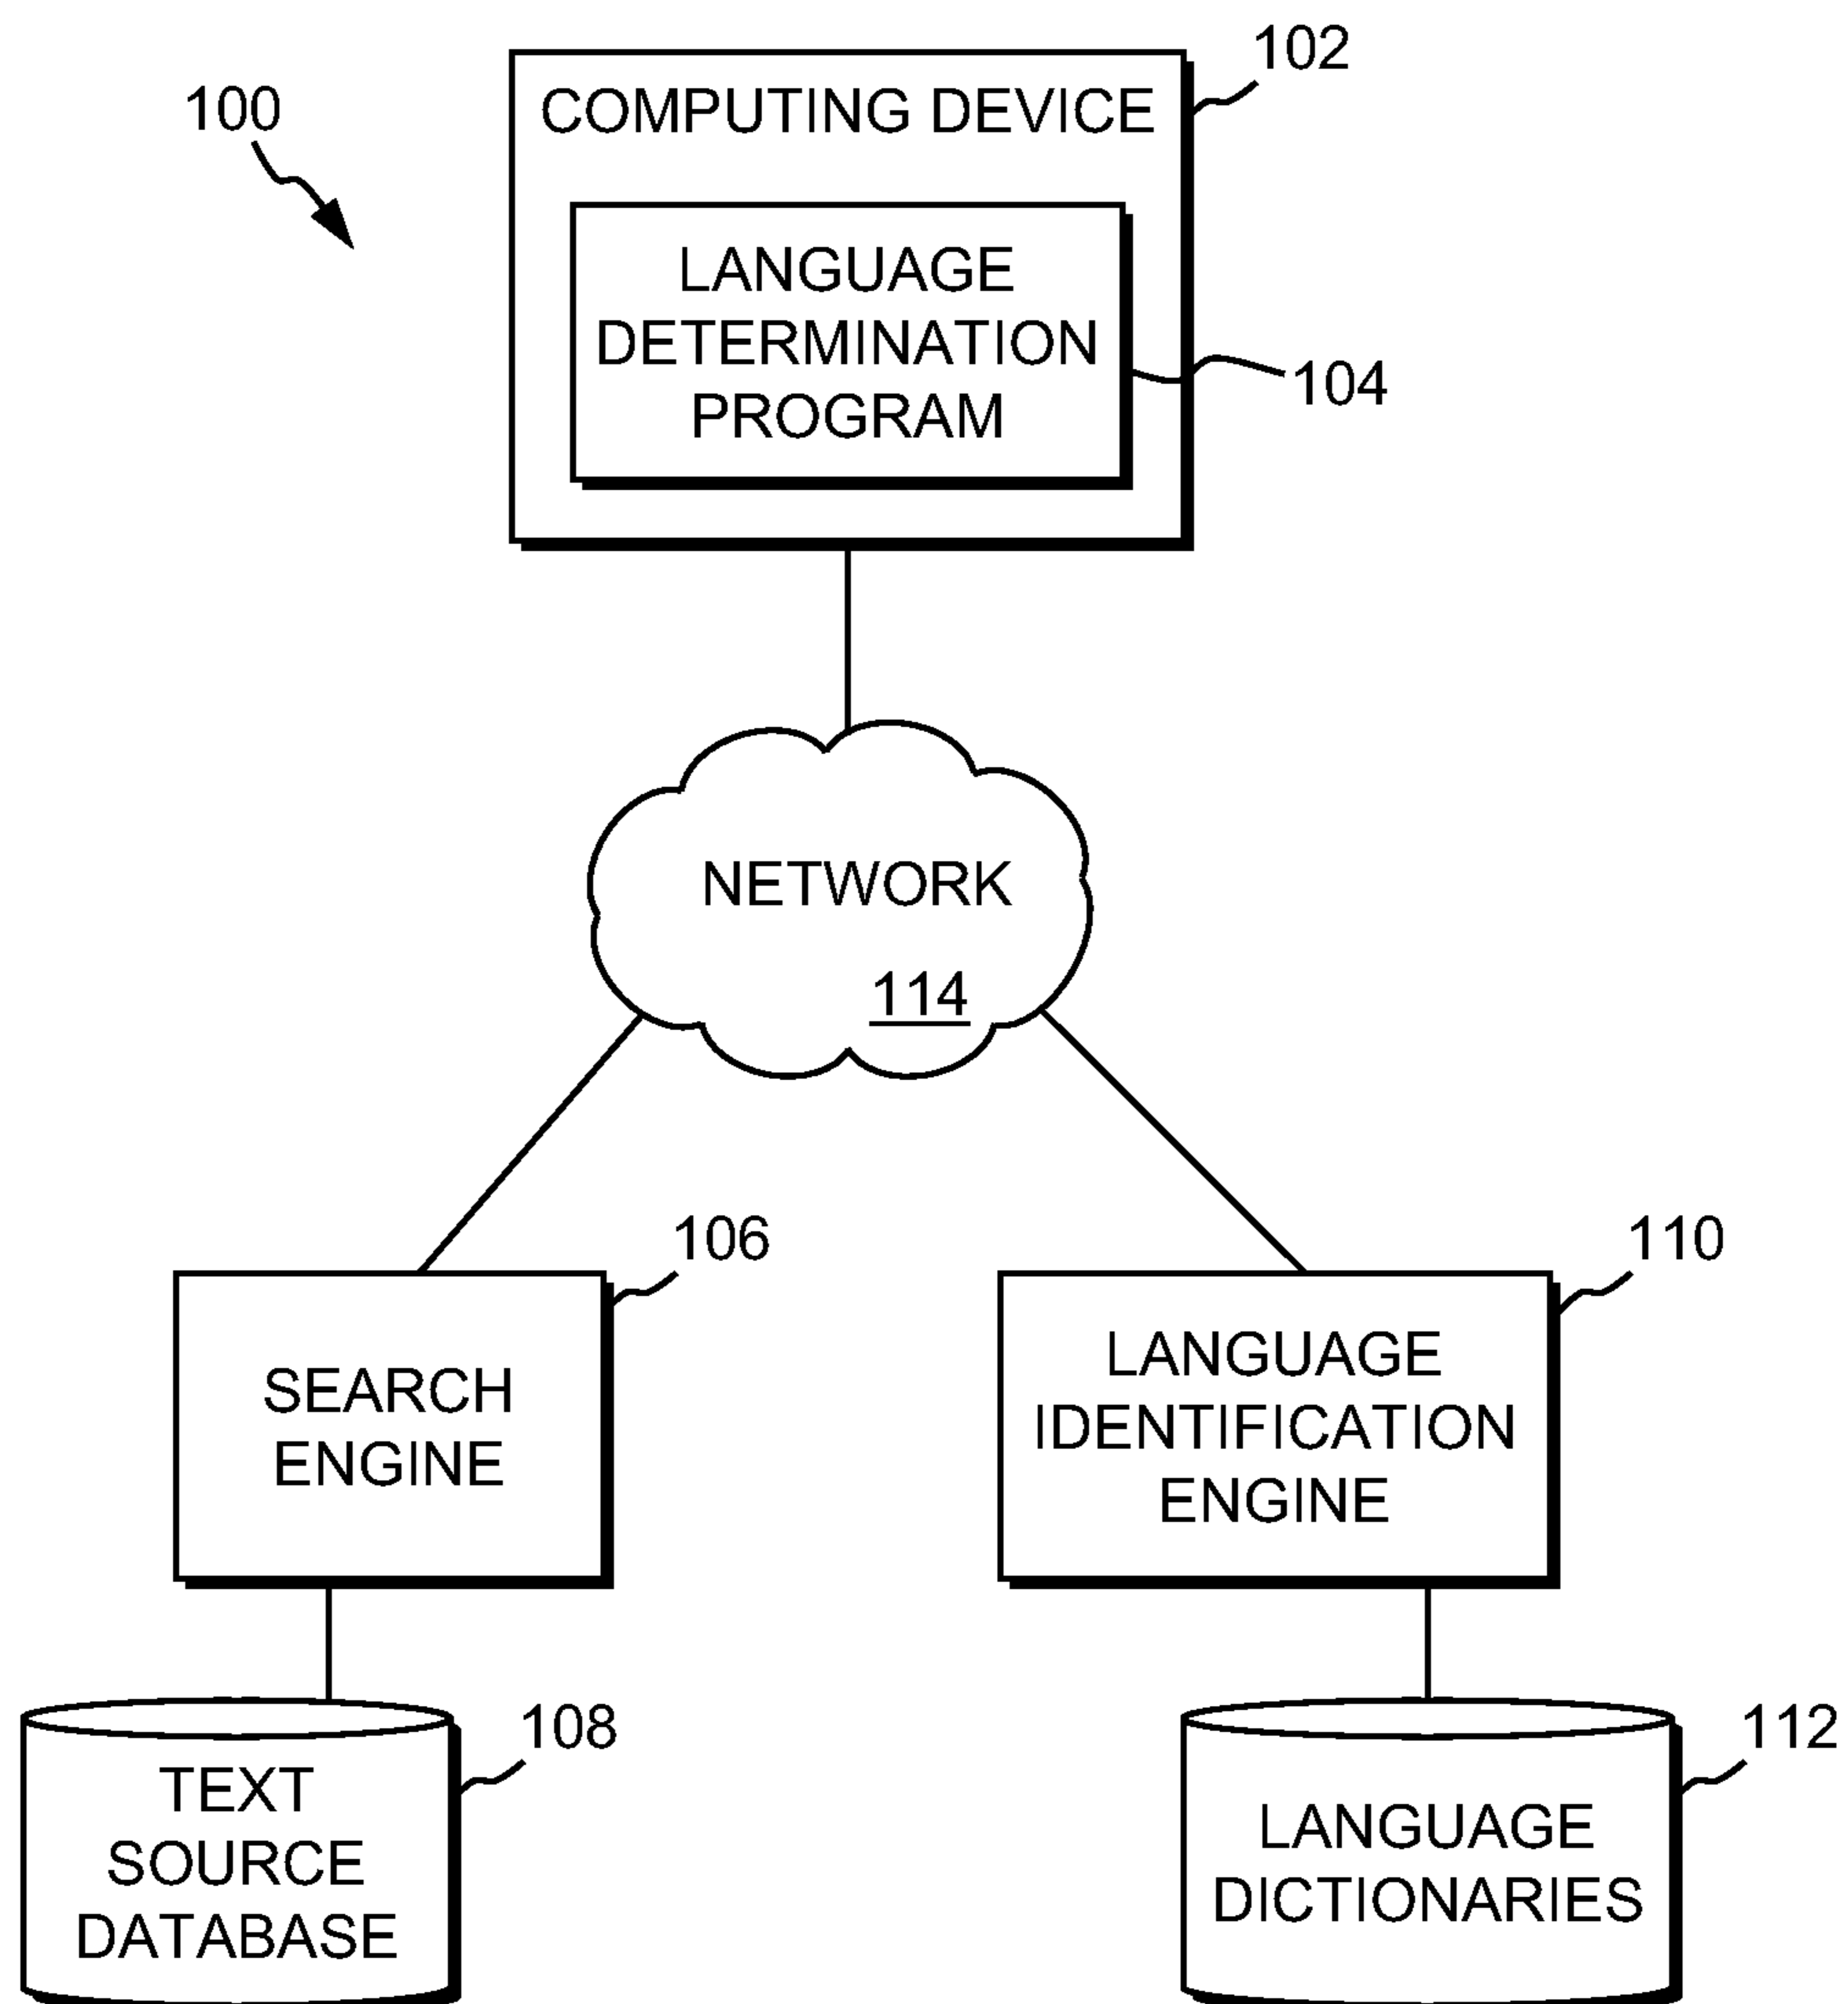 102
100
COMPUTING DEVICE
LANGUAGE
DETERMINATION
PROGRAM
104
NETWORK
114
106
110
SEARCH
ENGINE
LANGUAGE
IDENTIFICATION
ENGINE
108
112
TEXT
SOURCE
DATABASE
LANGUAGE
DICTIONARIES